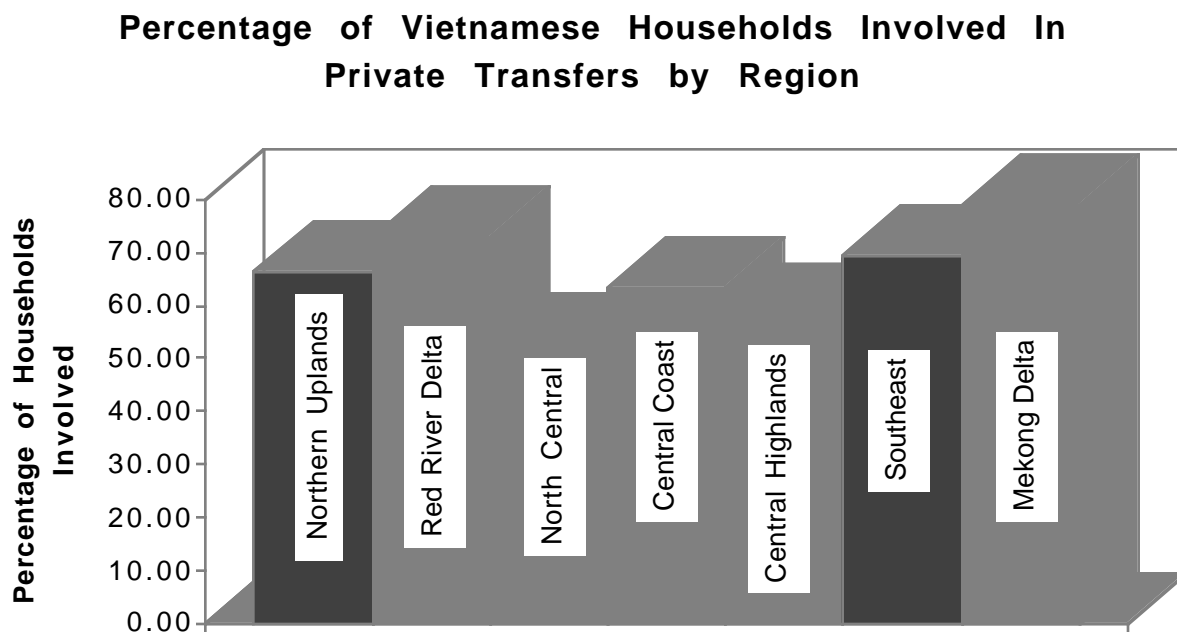 Percentage of Vietnamese Households Involved In
Private Transfers by Region
Percentage of Households
Involved
80.00
70.00
60.00
50.00
40.00
30.00
20.00
10.00
0.00
Northern Uplands
Red River Delta
North Central
Central Coast
Central Highlands
Southeast
Mekong Delta